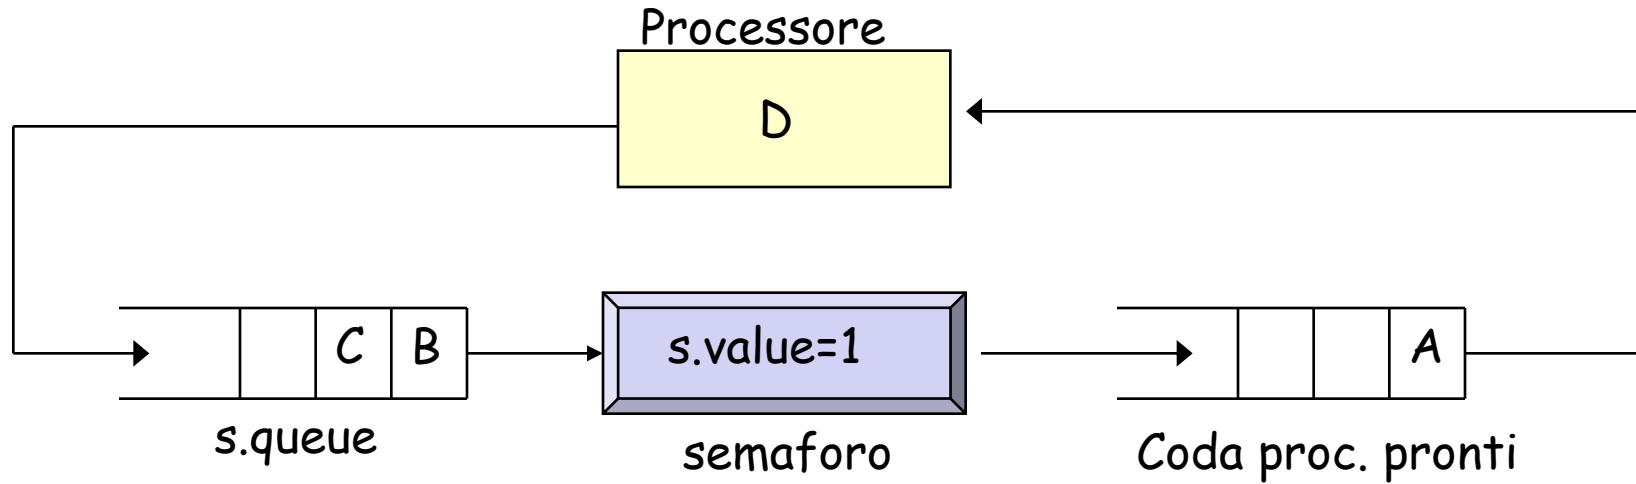 Processore
D
C B
s.value=1
A
s.queue
semaforo
Coda proc. pronti